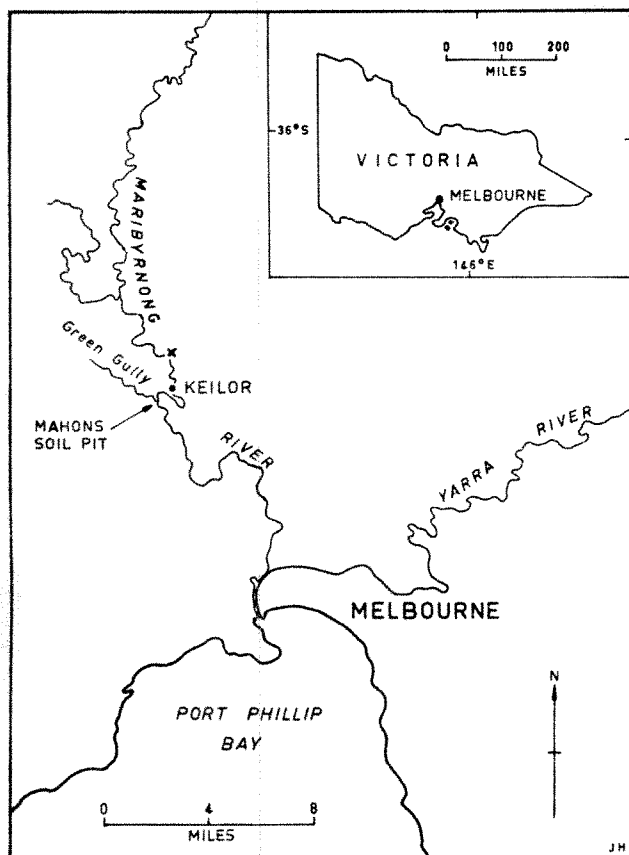 0 100 200
MILES
36°S
VICTORIA
MELBOURNE
146°E
MARIBYRNONG
Green Gully
KEILOR
MAHONS
SOIL PIT
RIVER
YARRA RIVER
MELBOURNE
N
PORT PHILLIP
BAY
0 4 8
MILES
JH